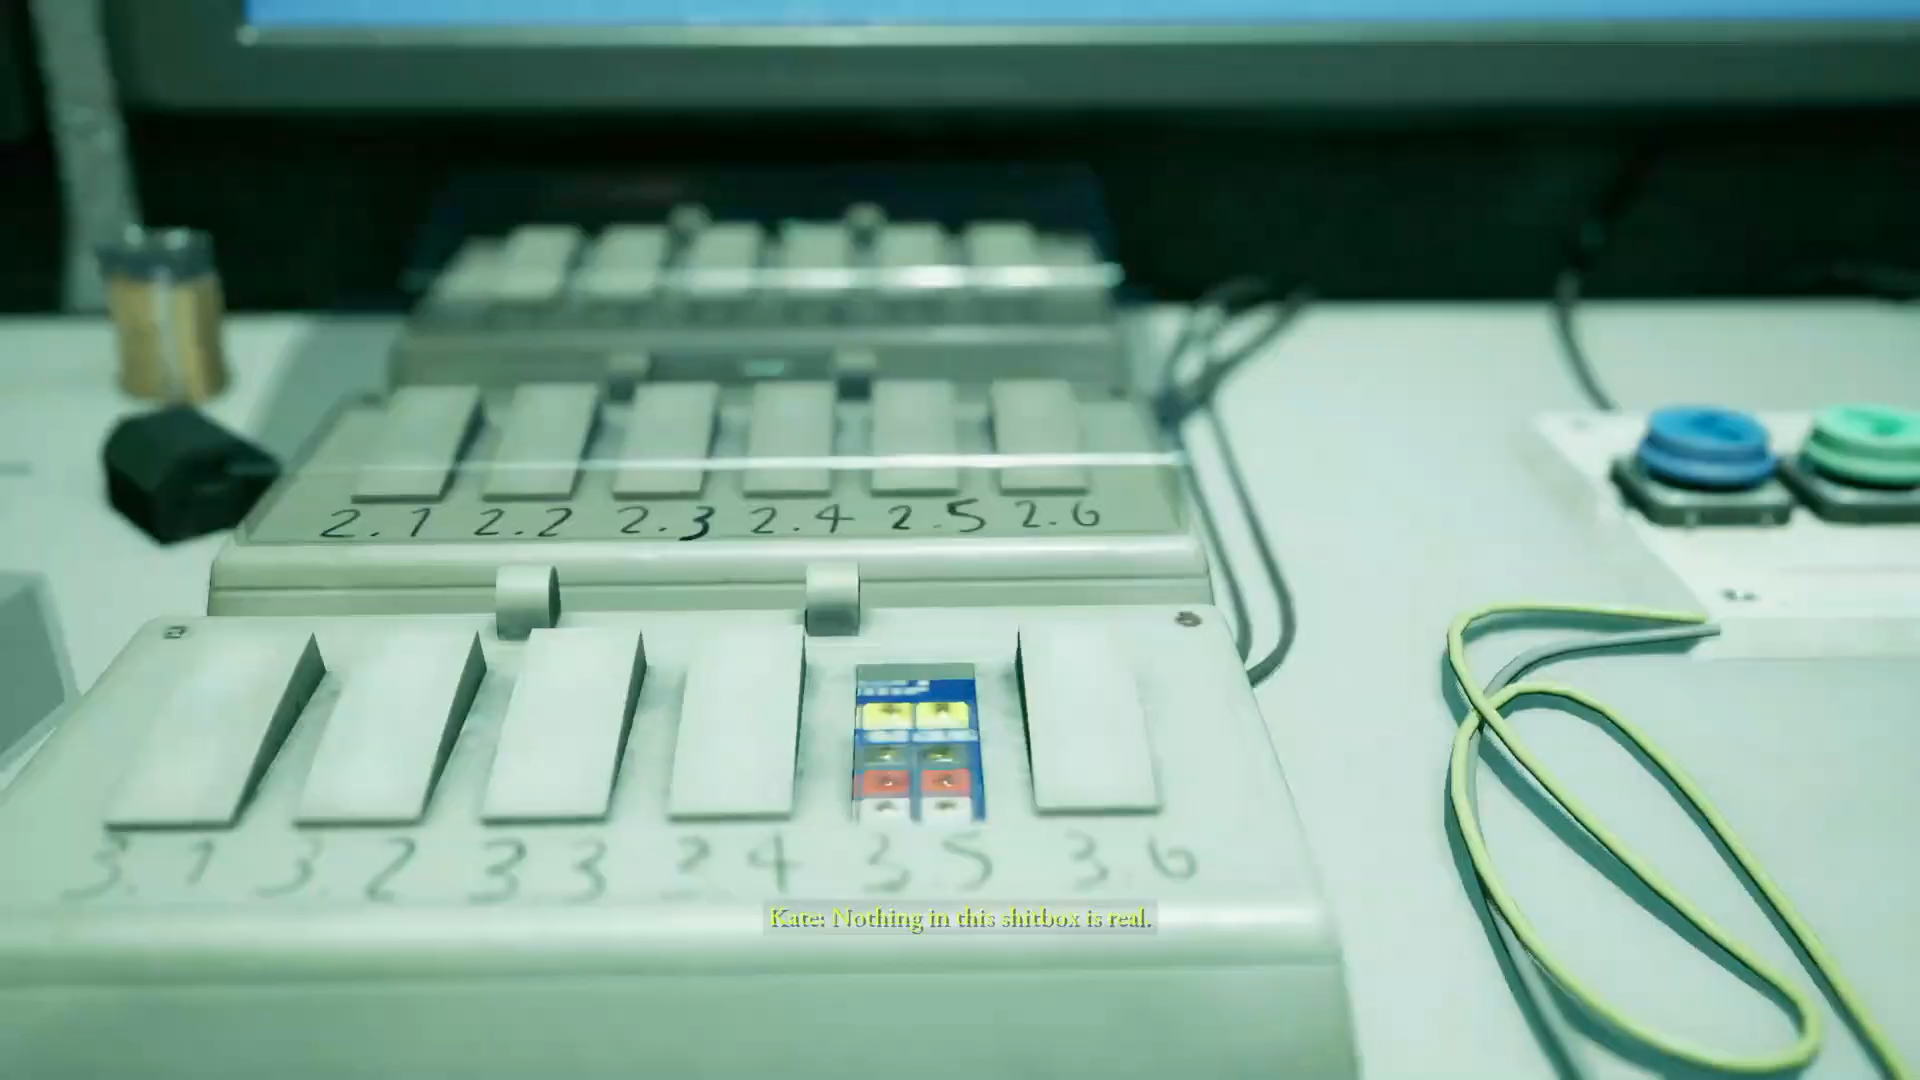 2.1 2.2 2.3 2.4 2.5 2.6
3.1 3.2 3 3 3 4 3.5 3.6
Kate: Nothing in this shitbox is real.